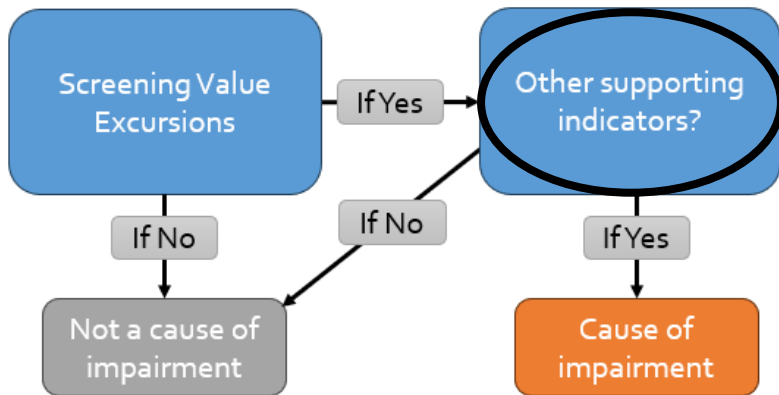 Screening Value
Excursions
If Yes
Other supporting
indicators?
If No
If No
If Yes
Not a cause of
impairment
Cause of
impairment